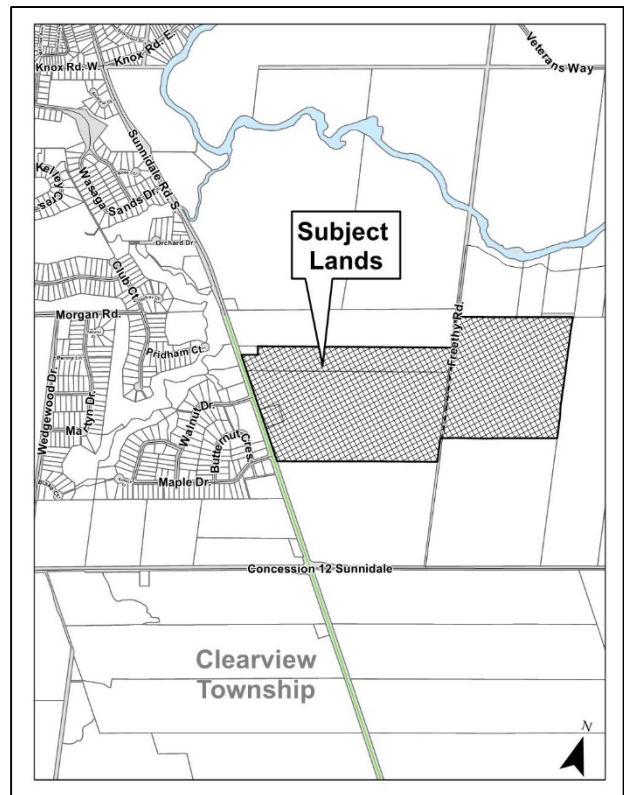 Veterans Way
Knox Rd. E.
Knox Rd. W.
Sunnidale Rd. S.
Kelley Cres.
Wasaga
Sands Dr.
Orchard Dr.
Subject
Lands
Club Ct.
Morgan Rd.
Freethy Rd.
Pridham Ct.
Wedgewood Dr.
Martyn Dr.
Walnut Dr.
Butternut Cres.
Maple Dr.
Concession 12 Sunnidale
Clearview
Township
N